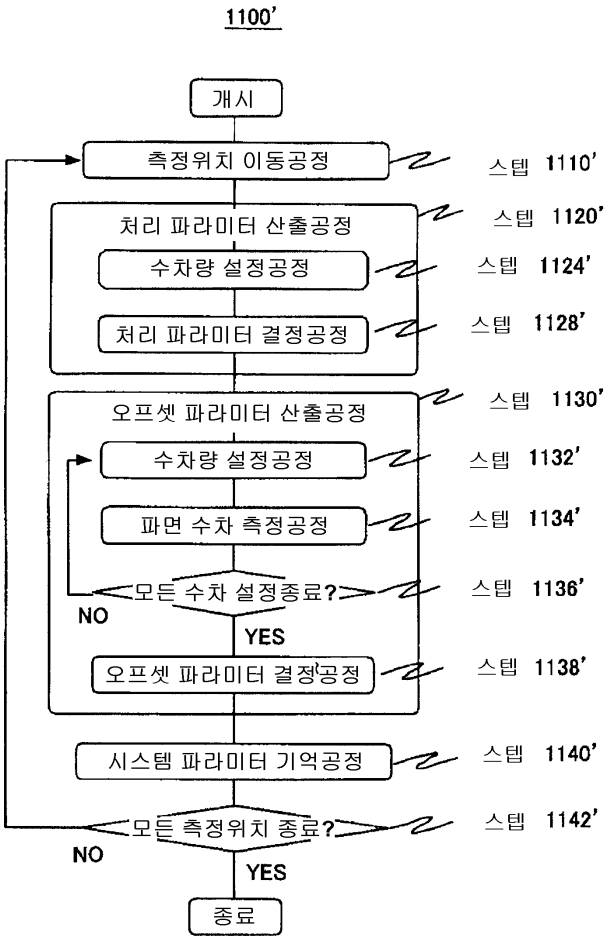 1100'
개시
측정위치 이동공정 스텝 1110'
처리 파라미터 산출공정 스텝 1120'
수차량 설정공정 스텝 1124'
처리 파라미터 결정공정 스텝 1128'
오프셋 파라미터 산출공정 스텝 1130'
수차량 설정공정 스텝 1132'
파면 수차 측정공정 스텝 1134'
모든 수차 설정종료? 스텝 1136'
NO
YES
오프셋 파라미터 결정공정 스텝 1138'
시스템 파라미터 기억공정 스텝 1140'
모든 측정위치 종료? 스텝 1142'
NO
YES
종료